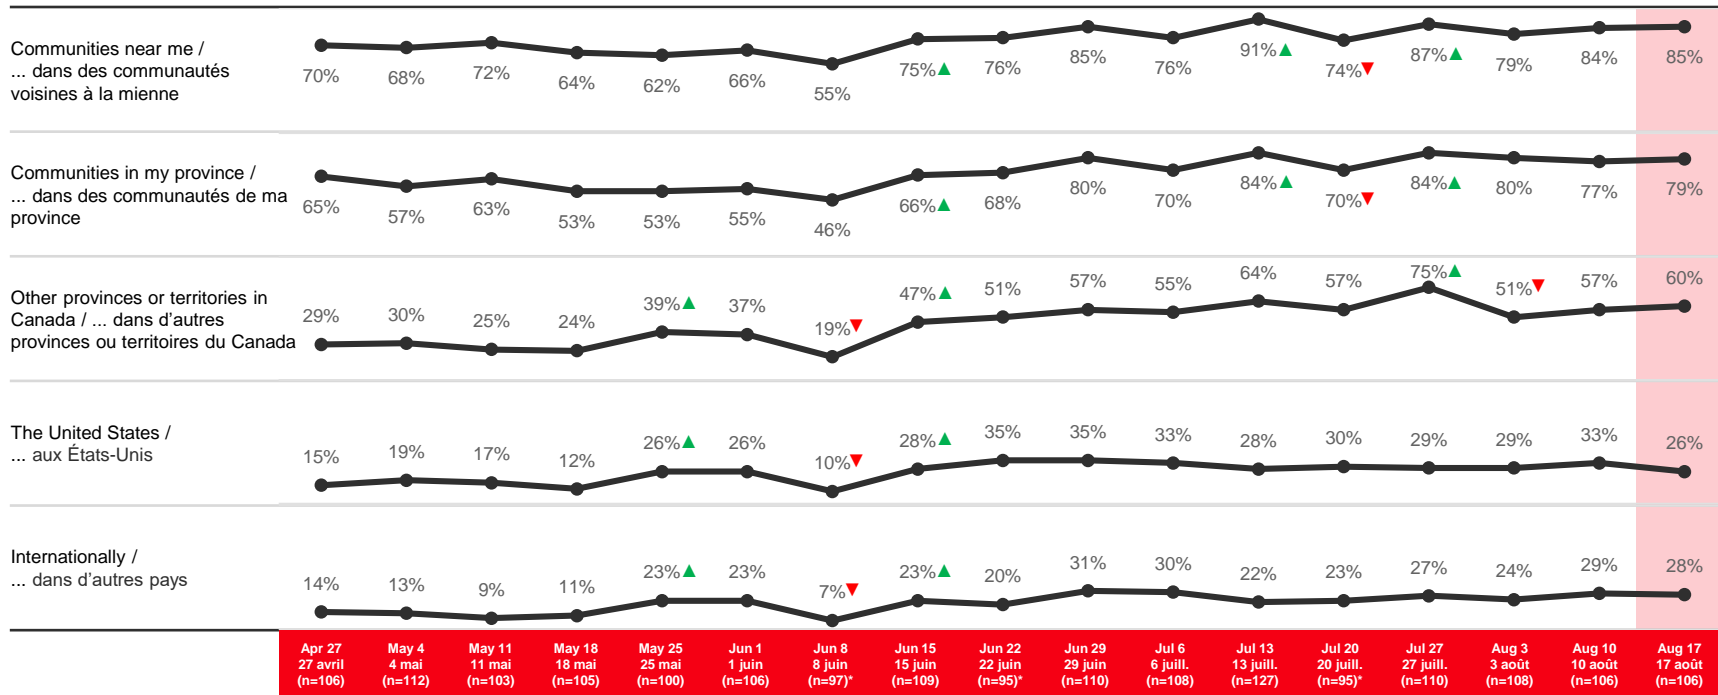 Communities near me /
... dans des communautés
voisines à la mienne
70% 68% 72% 64% 62% 66% 55% 75%▲ 76% 85% 76% 91%▲ 74%▼ 87%▲ 79% 84% 85%
Communities in my province /
... dans des communautés de ma
province
65% 57% 63% 53% 53% 55% 46% 66%▲ 68% 80% 70% 84%▲ 70%▼ 84%▲ 80% 77% 79%
Other provinces or territories in
Canada / ... dans d'autres
provinces ou territoires du Canada
29% 30% 25% 24% 39%▲ 37% 19%▼ 47%▲ 51% 57% 55% 64% 57% 75%▲ 51%▼ 57% 60%
The United States /
... aux États-Unis
15% 19% 17% 12% 26%▲ 26% 10%▼ 28%▲ 35% 35% 33% 28% 30% 29% 29% 33% 26%
Internationally /
... dans d'autres pays
14% 13% 9% 11% 23%▲ 23% 7%▼ 23%▲ 20% 31% 30% 22% 23% 27% 24% 29% 28%
Apr 27 May 4 May 11 May 18 May 25 Jun 1 Jun 8 Jun 15 Jun 22 Jun 29 Jul 6 Jul 13 Jul 20 Jul 27 Aug 3 Aug 10 Aug 17
27 avril 4 mai 11 mai 18 mai 25 mai 1 juin 8 juin 15 juin 22 juin 29 juin 6 juill. 13 juill. 20 juill. 27 juill. 3 août 10 août 17 août
(n=106) (n=112) (n=103) (n=105) (n=100) (n=106) (n=97)* (n=109) (n=95)* (n=110) (n=108) (n=127) (n=95)* (n=110) (n=108) (n=106) (n=106)